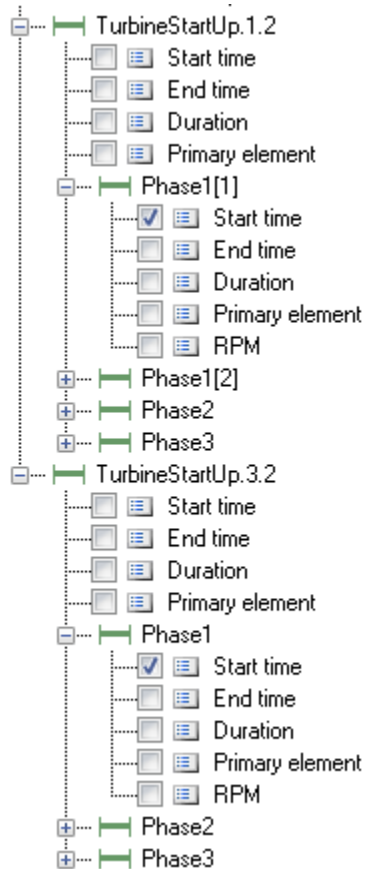 TurbineStartUp.1.2
Start time
End time
Duration
Primary element
Phase1[1]
Start time
End time
Duration
Primary element
RPM
Phase1[2]
Phase2
Phase3
TurbineStartUp.3.2
Start time
End time
Duration
Primary element
Phase1
Start time
End time
Duration
Primary element
RPM
Phase2
Phase3